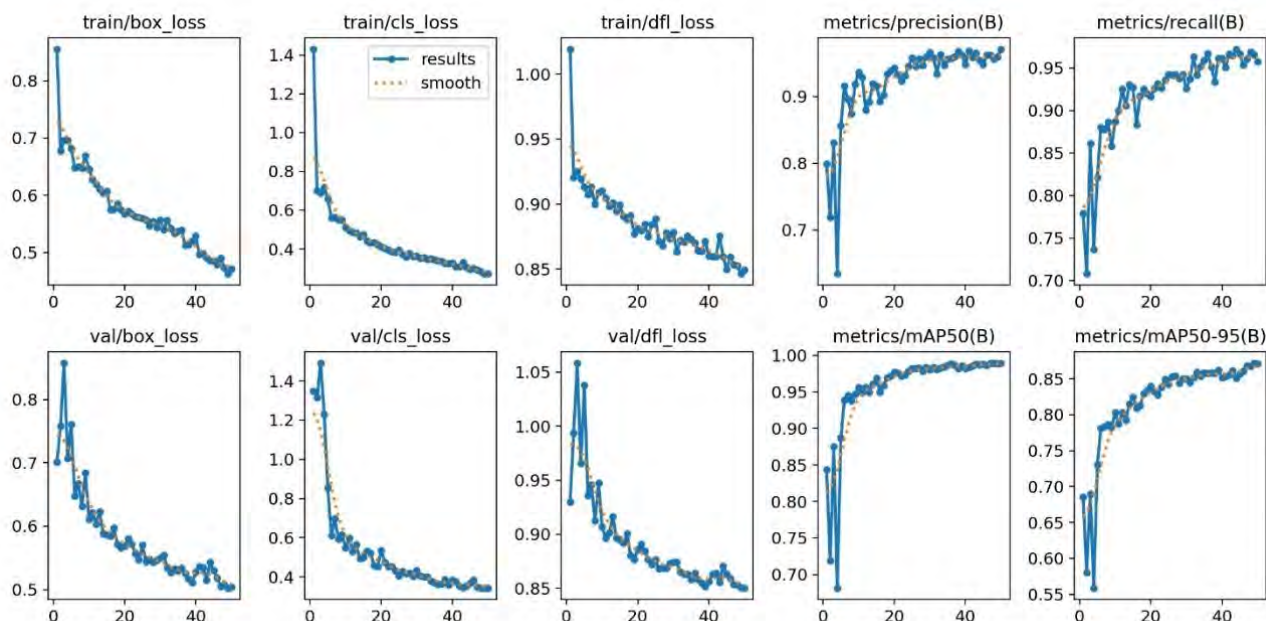 train/box_loss
train/cls_loss
train/dfl_loss
metrics/precision(B)
metrics/recall(B)
results
smooth
0.8
0.7
0.6
0.5
0 20 40
1.4
1.2
1.0
0.8
0.6
0.4
0 20 40
1.00
0.95
0.90
0.85
0 20 40
0.9
0.8
0.7
0 20 40
0.95
0.90
0.85
0.80
0.75
0.70
0 20 40
val/box_loss
val/cls_loss
val/dfl_loss
metrics/mAP50(B)
metrics/mAP50-95(B)
0.8
0.7
0.6
0.5
0 20 40
1.4
1.2
1.0
0.8
0.6
0.4
0 20 40
1.05
1.00
0.95
0.90
0.85
0 20 40
1.00
0.95
0.90
0.85
0.80
0.75
0.70
0 20 40
0.85
0.80
0.75
0.70
0.65
0.60
0.55
0 20 40